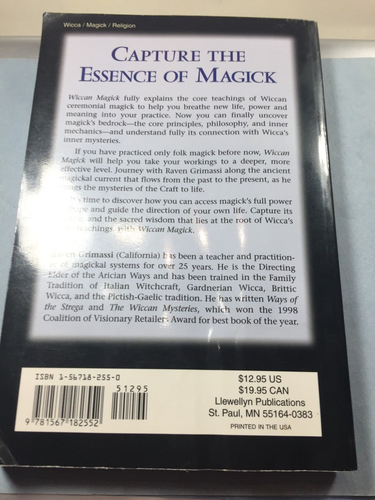 Wicca / Magick / Religion
CAPTURE THE
ESSENCE OF MAGICK
Wiccan Magick fully explains the core teachings of Wiccan
ceremonial magick to help you breathe new life, power and
meaning into your practice. Now you can finally uncover
magick's bedrock—the core principles, philosophy, and inner
mechanics—and understand fully its connection with Wicca's
inner mysteries.
If you have practiced only folk magick before now, Wiccan
Magick will help you take your workings to a deeper, more
effective level. Journey with Raven Grimassi along the ancient
magickal current that flows from the past to the present, as he
the mysteries of the Craft to life.
time to discover how you can access magick's full power
and guide the direction of your own life. Capture its
and the sacred wisdom that lies at the root of Wicca's
teachings, with Wiccan Magick.
Raven Grimassi (California) has been a teacher and practition-
er of magickal systems for over 25 years. He is the Directing
Elder of the Arician Ways and has been trained in the Family
Tradition of Italian Witchcraft, Gardnerian Wicca, Brittic
Wicca, and the Pictish-Gaelic tradition. He has written Ways of
the Strega and The Wiccan Mysteries, which won the 1998
Coalition of Visionary Retailers Award for best book of the year.
ISBN 1-56718-255-0
51295
9 781567 182552
$12.95 US
$19.95 CAN
Llewellyn Publications
St. Paul, MN 55164-0383
PRINTED IN THE USA